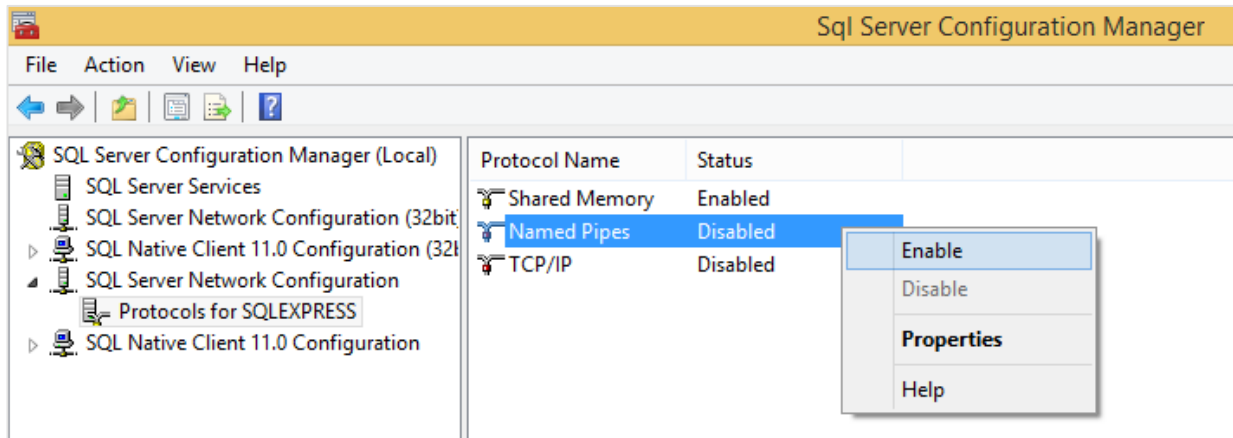 Sql Server Configuration Manager
File Action View Help
SQL Server Configuration Manager (Local)
SQL Server Services
SQL Server Network Configuration (32bit
SQL Native Client 11.0 Configuration (32
SQL Server Network Configuration
Protocols for SQLEXPRESS
SQL Native Client 11.0 Configuration
Protocol Name Status
Shared Memory Enabled
Named Pipes Disabled
TCP/IP Disabled
Enable
Disable
Properties
Help